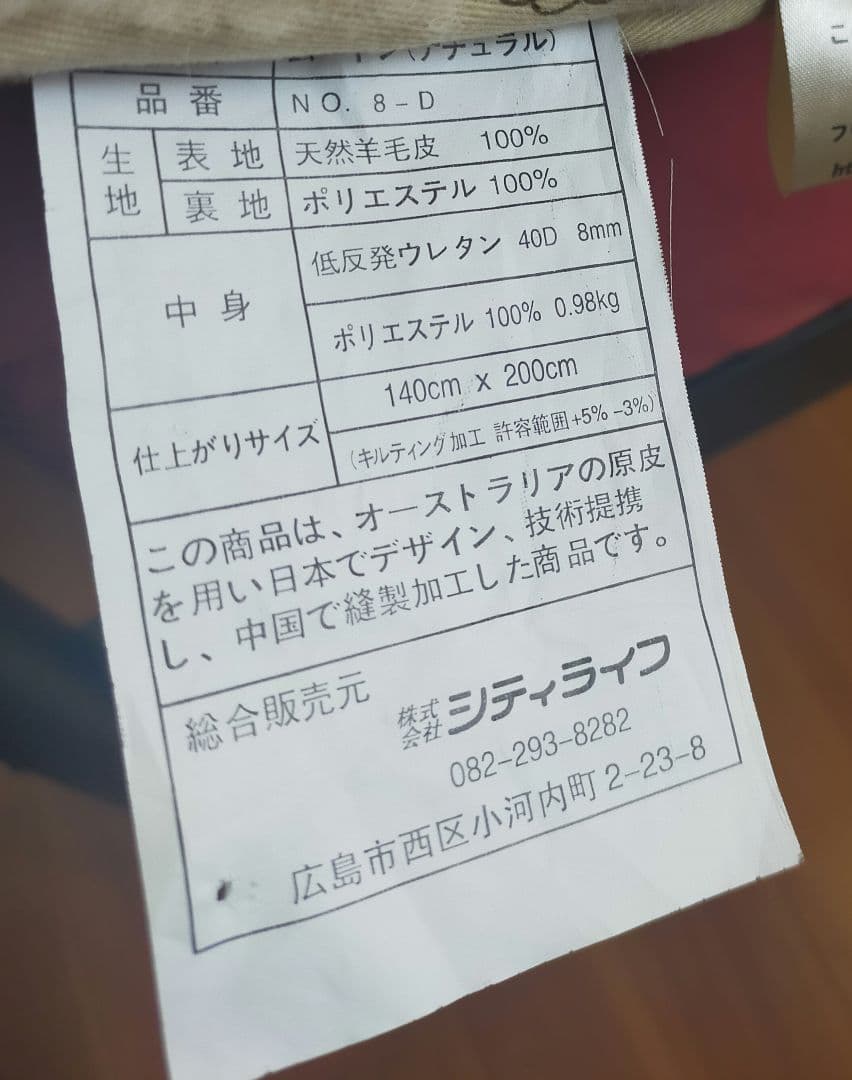 (ナチュラル)
品番 NO. 8-D
生地 表地 天然羊毛皮 100%
裏地 ポリエステル 100%
中身 低反発ウレタン 40D 8mm
ポリエステル 100% 0.98kg
仕上がりサイズ 140cm x 200cm
(キルティング加工 許容範囲+5% -3%)
この商品は、オーストラリアの原皮
を用い日本でデザイン、技術提携
し、中国で縫製加工した商品です。
総合販売元 株式会社シティライフ
082-293-8282
広島市西区小河内町 2-23-8
こ
フ